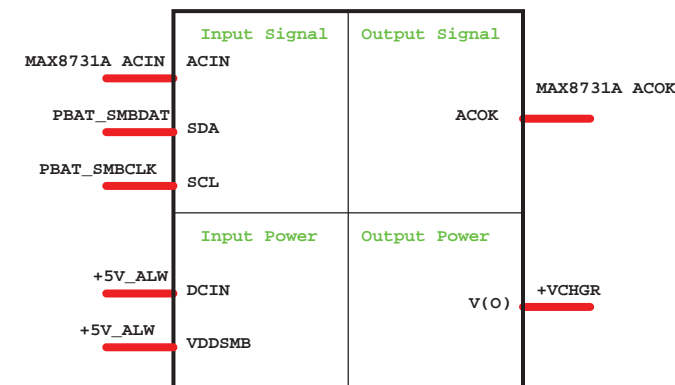 Input Signal Output Signal
MAX8731A ACIN ACIN
MAX8731A ACOK
PBAT_SMBDAT ACOK
SDA
PBAT_SMBCLK
SCL
Input Power Output Power
+5V_ALW
DCIN +VCHGR
V(O)
+5V_ALW
VDDSMB